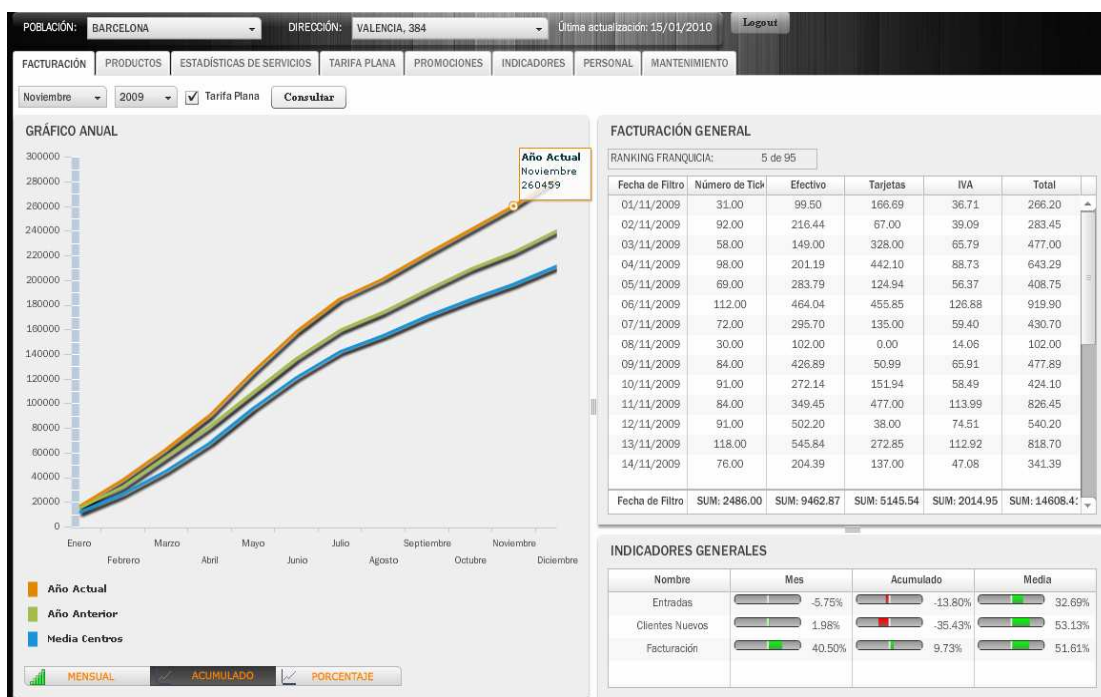 POBLACIÓN: BARCELONA DIRECCIÓN: VALENCIA, 384 Última actualización: 15/01/2010 Logout
FACTURACIÓN PRODUCTOS ESTADÍSTICAS DE SERVICIOS TARIFA PLANA PROMOCIONES INDICADORES PERSONAL MANTENIMIENTO
Noviembre 2009 Tarifa Plana Consultar
GRÁFICO ANUAL
300000
280000
260000
240000
220000
200000
180000
160000
140000
120000
100000
80000
60000
40000
20000
0
Año Actual
Noviembre
260459
Enero Marzo Mayo Julio Septiembre Noviembre
Febrero Abril Junio Agosto Octubre Diciembre
Año Actual
Año Anterior
Media Centros
MENSUAL ACUMULADO PORCENTAJE
FACTURACIÓN GENERAL
RANKING FRANQUICIA: 5 de 95
Fecha de Filtro Número de Tick Efectivo Tarjetas IVA Total
01/11/2009 31.00 99.50 166.69 36.71 266.20
02/11/2009 92.00 216.44 67.00 39.09 283.45
03/11/2009 58.00 149.00 328.00 65.79 477.00
04/11/2009 98.00 201.19 442.10 88.73 643.29
05/11/2009 69.00 283.79 124.94 56.37 408.75
06/11/2009 112.00 464.04 455.85 126.88 919.90
07/11/2009 72.00 295.70 135.00 59.40 430.70
08/11/2009 30.00 102.00 0.00 14.06 102.00
09/11/2009 84.00 426.89 50.99 65.91 477.89
10/11/2009 91.00 272.14 151.94 58.49 424.10
11/11/2009 84.00 349.45 477.00 113.99 826.45
12/11/2009 91.00 502.20 38.00 74.51 540.20
13/11/2009 118.00 545.84 272.85 112.92 818.70
14/11/2009 76.00 204.39 137.00 47.08 341.39
Fecha de Filtro SUM: 2486.00 SUM: 9462.87 SUM: 5145.54 SUM: 2014.95 SUM: 14608.4
INDICADORES GENERALES
Nombre Mes Acumulado Media
Entradas -5.75% -13.80% 32.69%
Clientes Nuevos 1.98% -35.43% 53.13%
Facturación 40.50% 9.73% 51.61%